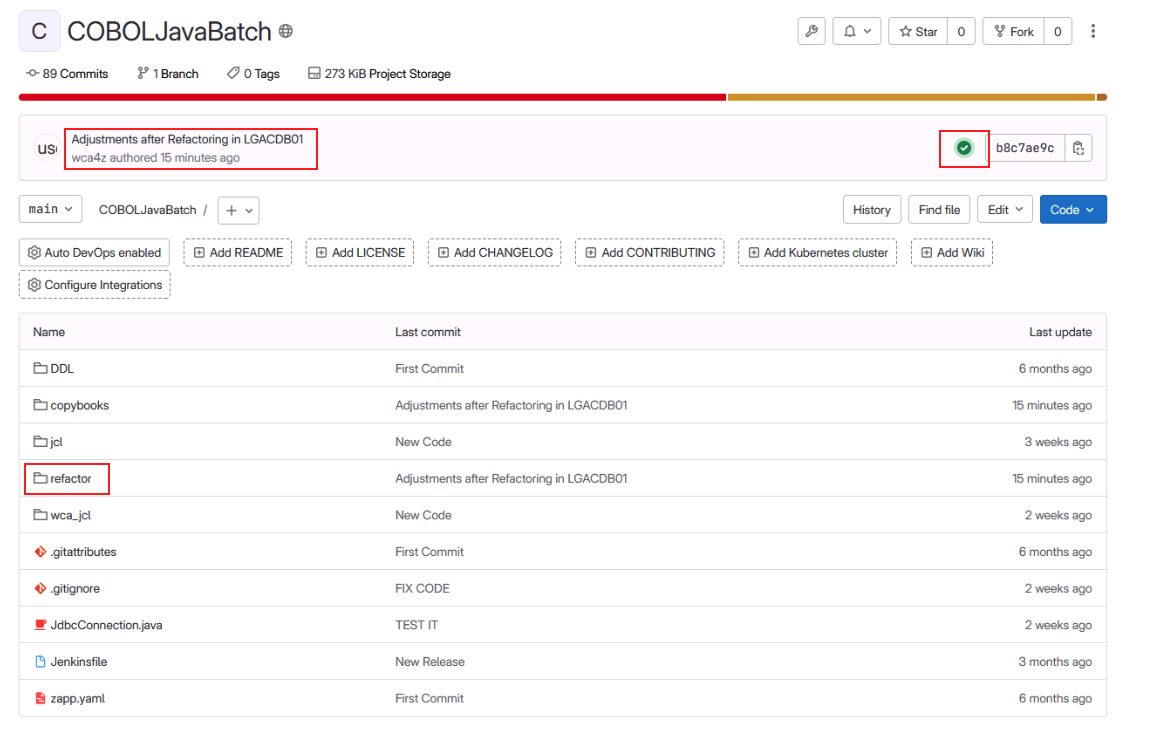 C COBOLJavaBatch Star 0 Fork 0
89 Commits 1 Branch 0 Tags 273 KiB Project Storage
use Adjustments after Refactoring in LGACDB01
wca4z authored 15 minutes ago
b8c7ae9c
main COBOLJavaBatch / + History Find file Edit Code
Auto DevOps enabled Add README Add LICENSE Add CHANGELOG Add CONTRIBUTING Add Kubernetes cluster Add Wiki
Configure Integrations
Name Last commit Last update
DDL First Commit 6 months ago
copybooks Adjustments after Refactoring in LGACDB01 15 minutes ago
jcl New Code 3 weeks ago
refactor Adjustments after Refactoring in LGACDB01 15 minutes ago
wca_jcl New Code 2 weeks ago
.gitattributes First Commit 6 months ago
.gitignore FIX CODE 2 weeks ago
JdbcConnection.java TEST IT 2 weeks ago
Jenkinsfile New Release 3 months ago
zapp.yaml First Commit 6 months ago